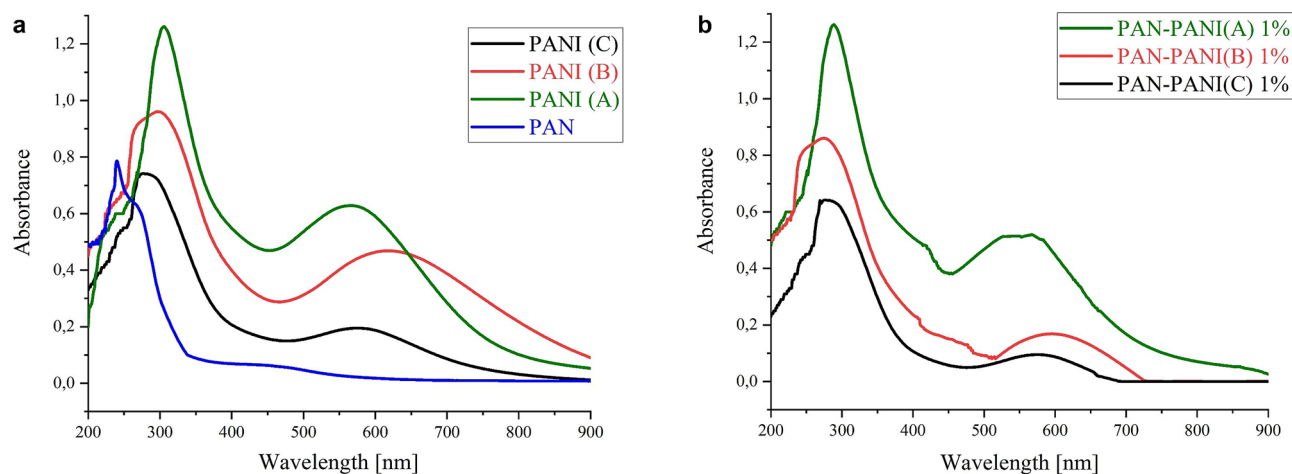 a
1,2
1,0
0,8
0,6
0,4
0,2
0,0
Absorbance
PANI (C)
PANI (B)
PANI (A)
PAN
200 300 400 500 600 700 800 900
Wavelength [nm]
b
1,2
1,0
0,8
0,6
0,4
0,2
0,0
Absorbance
PAN-PANI(A) 1%
PAN-PANI(B) 1%
PAN-PANI(C) 1%
200 300 400 500 600 700 800 900
Wavelength [nm]